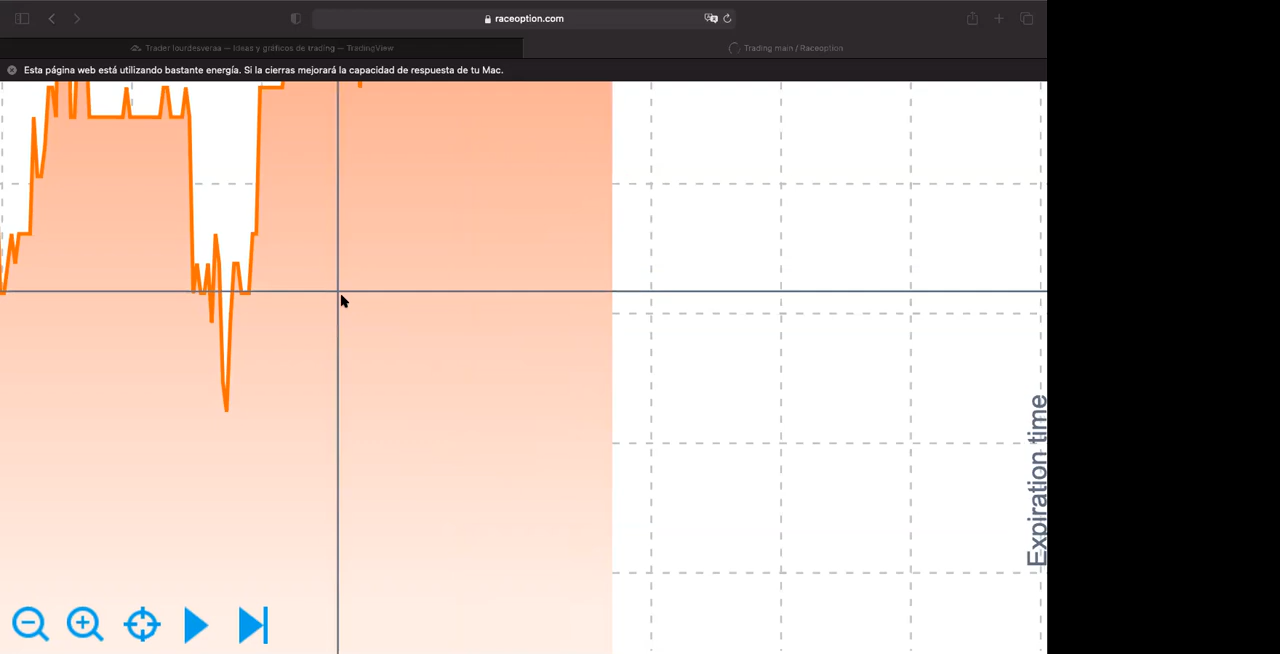 raceoption.com
Trader lourdesveraa — Ideas y gráficos de trading — TradingView
Trading main / Raceoption
Esta página web está utilizando bastante energía. Si la cierras mejorará la capacidad de respuesta de tu Mac.
Expiration time